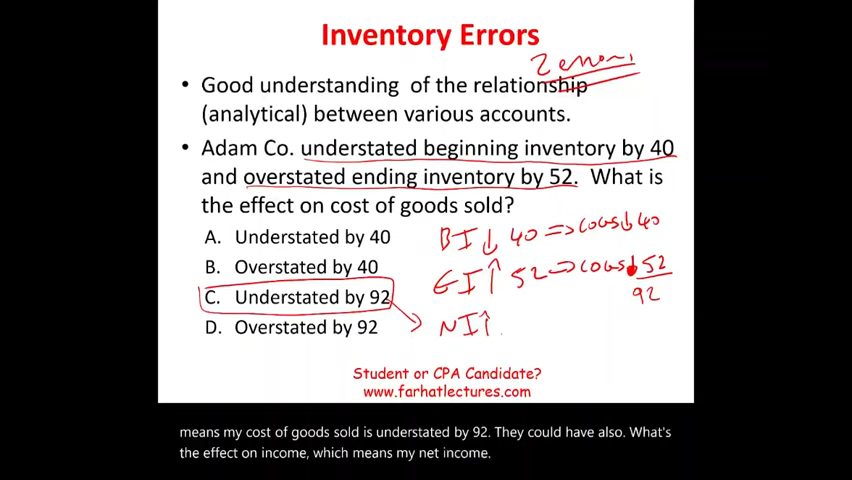 Inventory Errors
2 errors
• Good understanding of the relationship
(analytical) between various accounts.
• Adam Co. understated beginning inventory by 40
and overstated ending inventory by 52. What is
the effect on cost of goods sold?
A. Understated by 40
B. Overstated by 40
C. Understated by 92
D. Overstated by 92
BI ↓ 40 => COGS ↓ 40
EI ↑ 52 => COGS ↓ 52
92
NI ↑
Student or CPA Candidate?
www.farhatlectures.com
means my cost of goods sold is understated by 92. They could have also. What's
the effect on income, which means my net income.